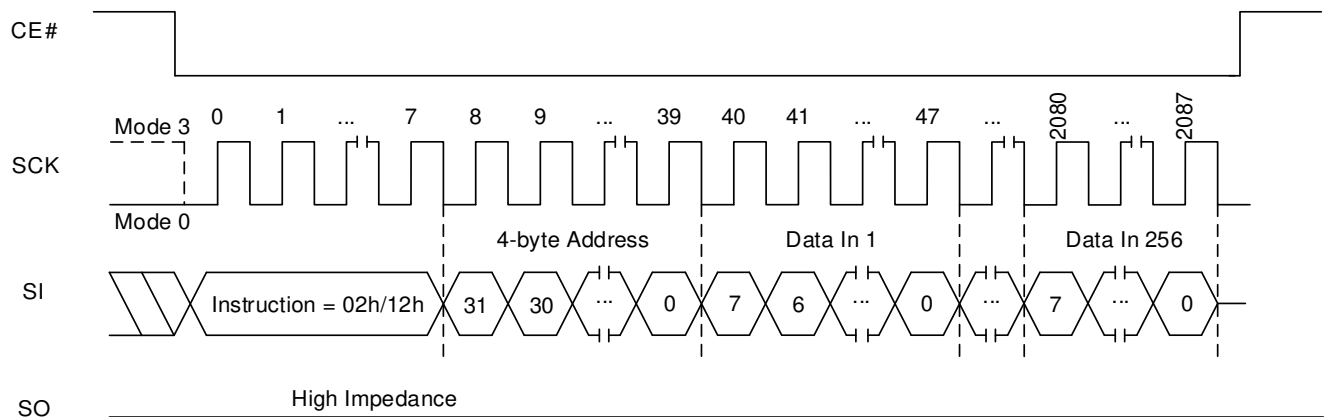 CE#
0 1 ... 7 8 9 ... 39 40 41 ... 47 ... 2080 ... 2087
Mode 3
SCK
Mode 0
4-byte Address Data In 1 Data In 256
SI Instruction = 02h/12h 31 30 ... 0 7 6 ... 0 ... 7 ... 0
High Impedance
SO